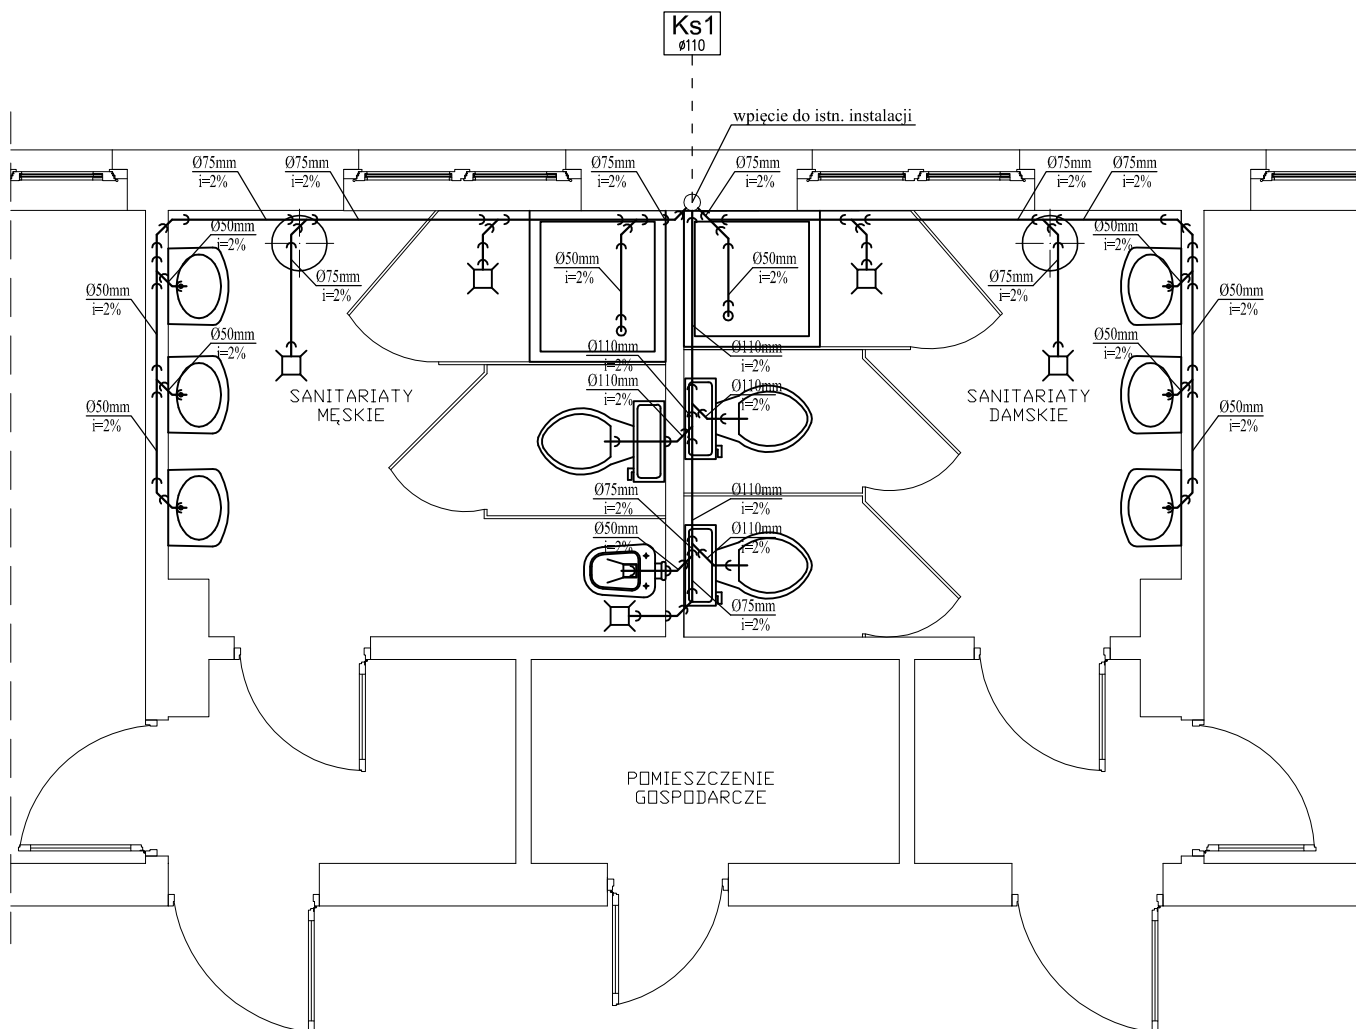 Ks1
ø110
wpięcie do istn. instalacji
Ø75mm
i=2%
Ø75mm
i=2%
Ø75mm
i=2%
Ø75mm
i=2%
Ø75mm
i=2%
Ø75mm
i=2%
Ø50mm
i=2%
Ø50mm
i=2%
Ø75mm
i=2%
Ø50mm
i=2%
Ø50mm
i=2%
Ø75mm
i=2%
Ø50mm
i=2%
Ø50mm
i=2%
Ø50mm
i=2%
Ø110mm
i=2%
Ø110mm
i=2%
Ø50mm
i=2%
Ø110mm
i=2%
Ø110mm
i=2%
SANITARIATY
MĘSKIE
SANITARIATY
DAMSKIE
Ø50mm
i=2%
Ø50mm
i=2%
Ø75mm
i=2%
Ø110mm
i=2%
Ø50mm
i=2%
Ø110mm
i=2%
Ø75mm
i=2%
POMIESZCZENIE
GOSPODARCZE